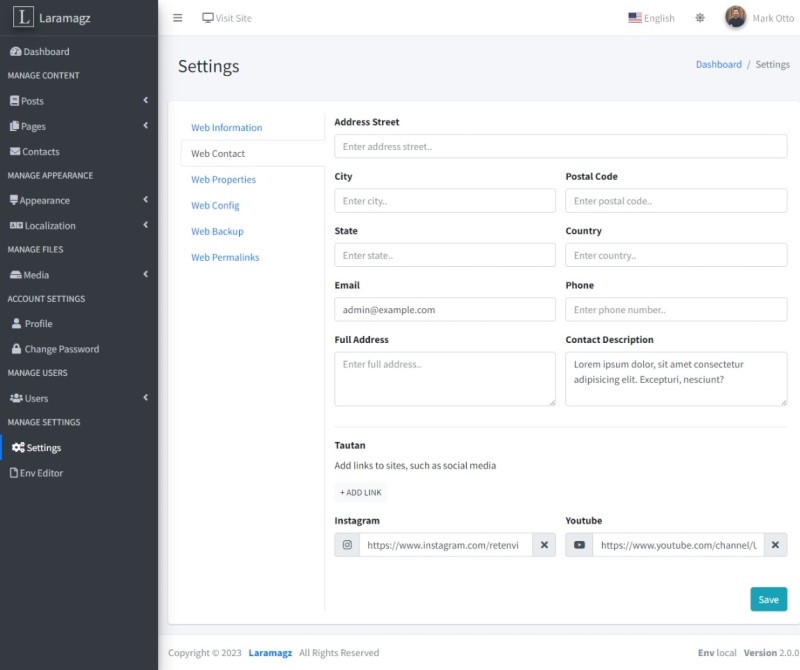 L Laramagz
Visit Site
English
Mark Otto
Dashboard
MANAGE CONTENT
Posts
Pages
Contacts
MANAGE APPEARANCE
Appearance
Localization
MANAGE FILES
Media
ACCOUNT SETTINGS
Profile
Change Password
MANAGE USERS
Users
MANAGE SETTINGS
Settings
Env Editor
Settings
Dashboard / Settings
Web Information
Web Contact
Web Properties
Web Config
Web Backup
Web Permalinks
Address Street
Enter address street..
City
Enter city..
Postal Code
Enter postal code..
State
Enter state..
Country
Enter country..
Email
admin@example.com
Phone
Enter phone number..
Full Address
Enter full address..
Contact Description
Lorem ipsum dolor, sit amet consectetur
adipisicing elit. Excepturi, nesciunt?
Tautan
Add links to sites, such as social media
+ ADD LINK
Instagram
https://www.instagram.com/retenvi
Youtube
https://www.youtube.com/channel/
Save
Copyright © 2023 Laramagz All Rights Reserved
Env local Version 2.0.0